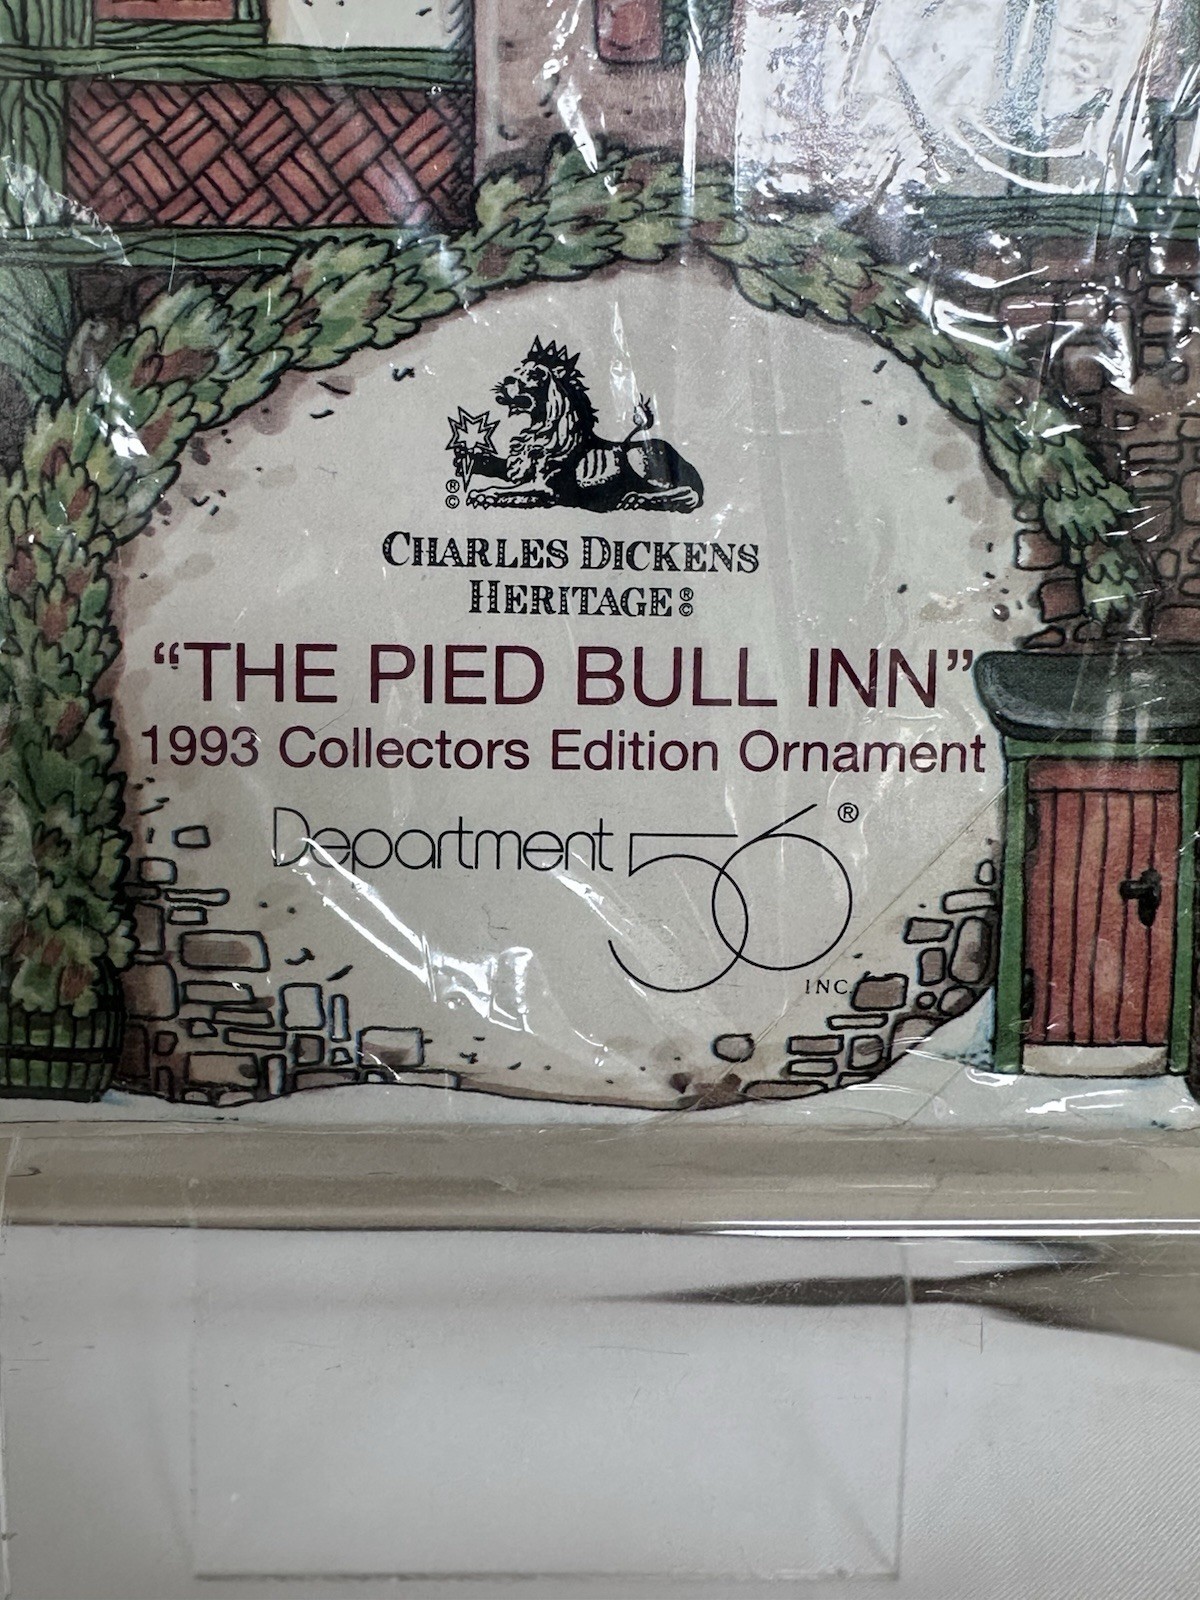 ®
©
CHARLES DICKENS
HERITAGE®©
“THE PIED BULL INN”
1993 Collectors Edition Ornament
Department 56®
INC.